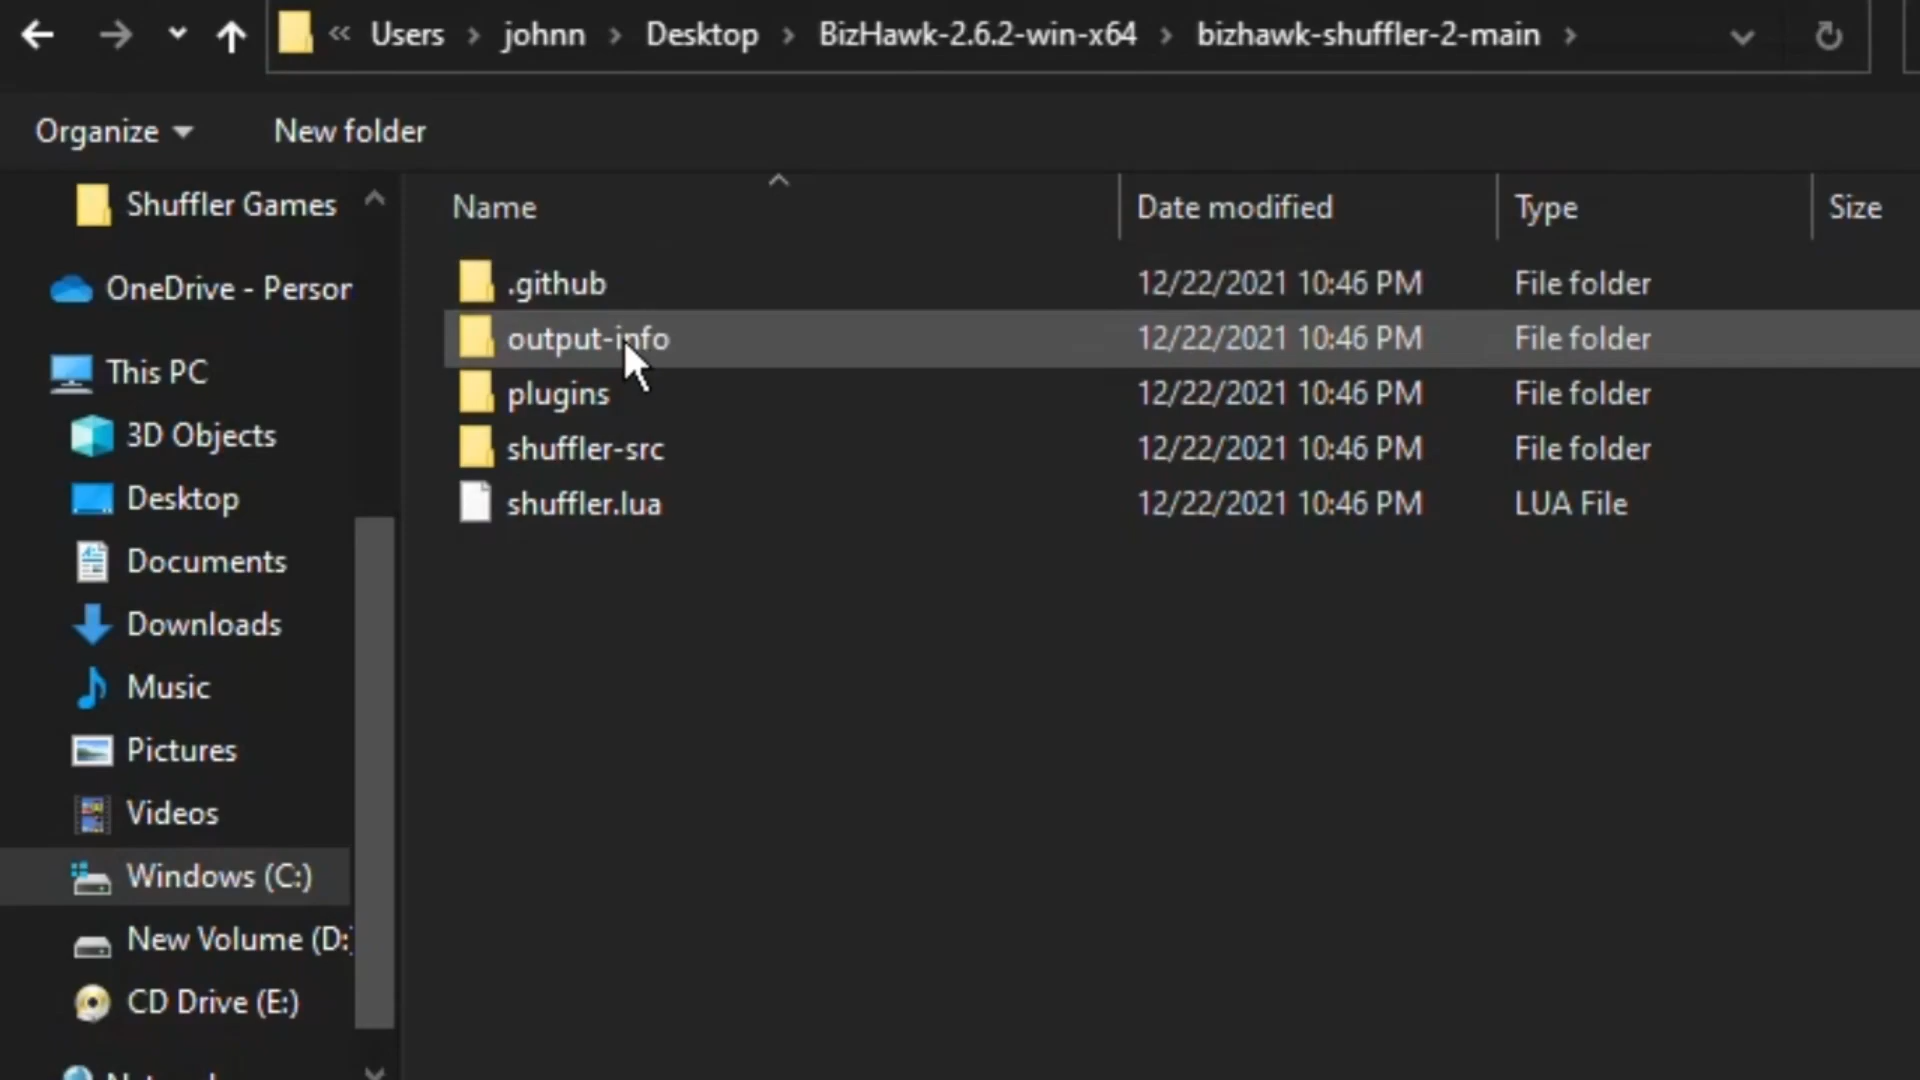 « Users > johnn > Desktop > BizHawk-2.6.2-win-x64 > bizhawk-shuffler-2-main >
Organize New folder
Name Date modified Type Size
.github 12/22/2021 10:46 PM File folder
output-info 12/22/2021 10:46 PM File folder
plugins 12/22/2021 10:46 PM File folder
shuffler-src 12/22/2021 10:46 PM File folder
shuffler.lua 12/22/2021 10:46 PM LUA File
Shuffler Games
OneDrive - Person
This PC
3D Objects
Desktop
Documents
Downloads
Music
Pictures
Videos
Windows (C:)
New Volume (D:)
CD Drive (E:)